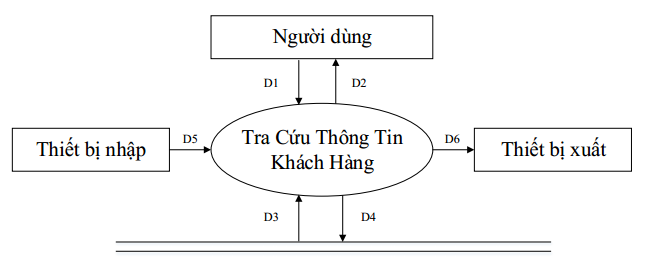 Người dùng
D1
D2
Thiết bị nhập
D5
Tra Cứu Thông Tin
Khách Hàng
D6
Thiết bị xuất
D3
D4